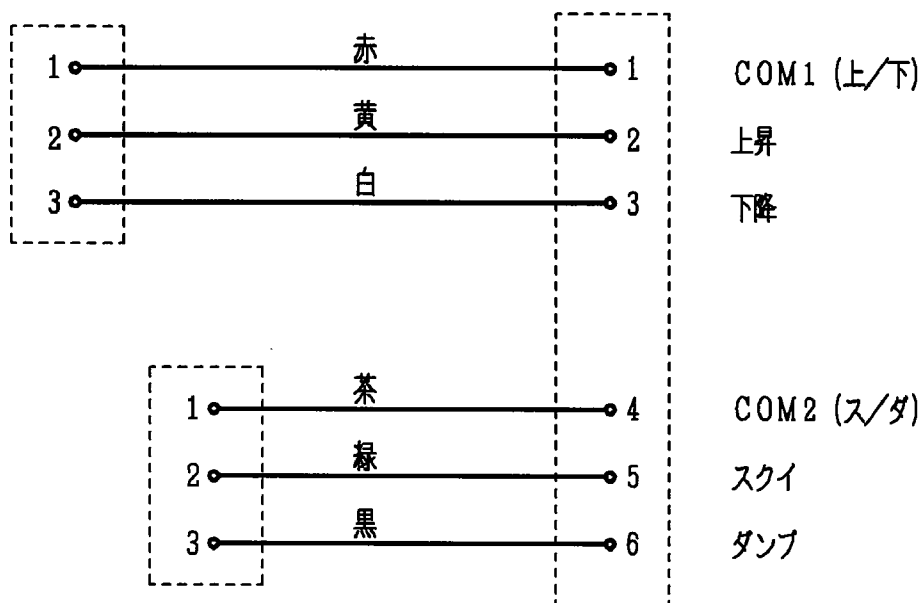 赤
1 1 COM1 (上/下)
黄
2 2 上昇
白
3 3 下降
茶
1 4 COM2 (ス/ダ)
緑
2 5 スクイ
黒
3 6 ダンプ